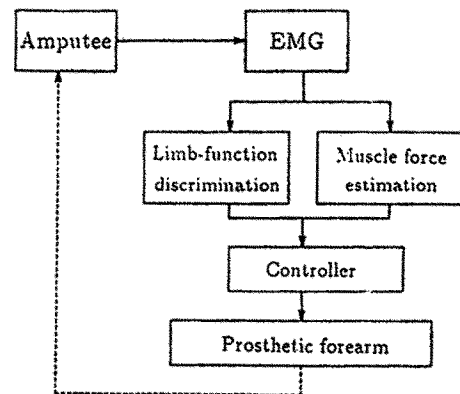 Amputee
EMG
Limb-function
discrimination
Muscle force
estimation
Controller
Prosthetic forearm